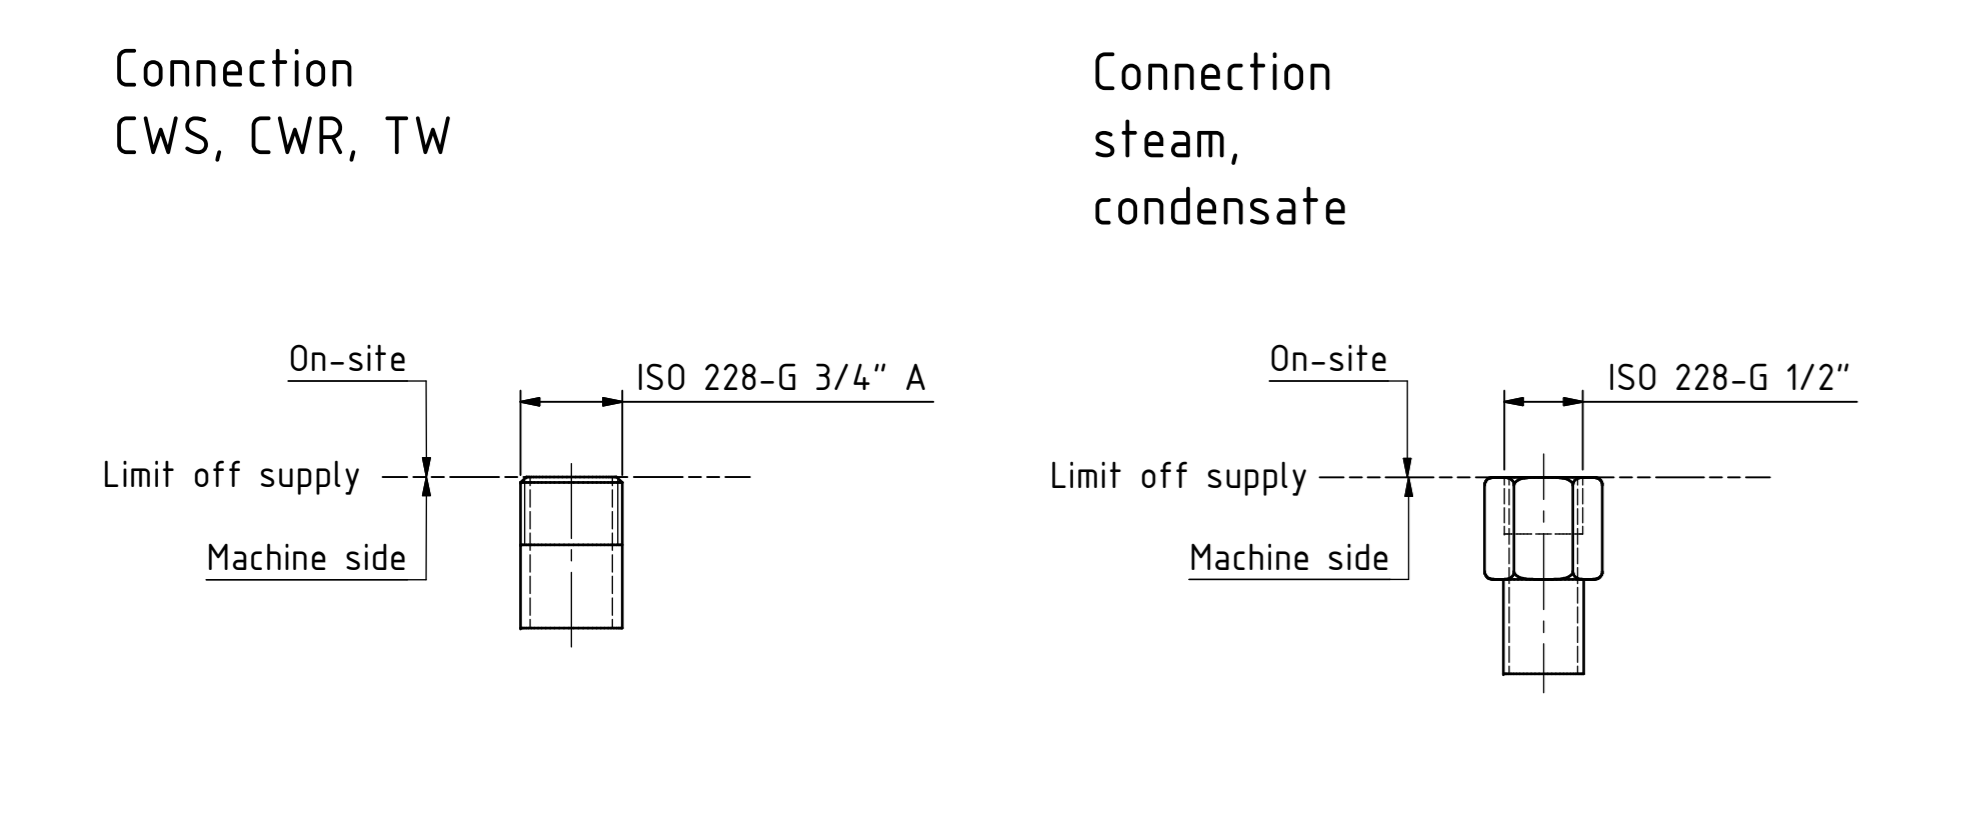 Connection
CWS, CWR, TW
On-site
ISO 228-G 3/4" A
Limit off supply
Machine side
Connection
steam,
condensate
On-site
ISO 228-G 1/2"
Limit off supply
Machine side